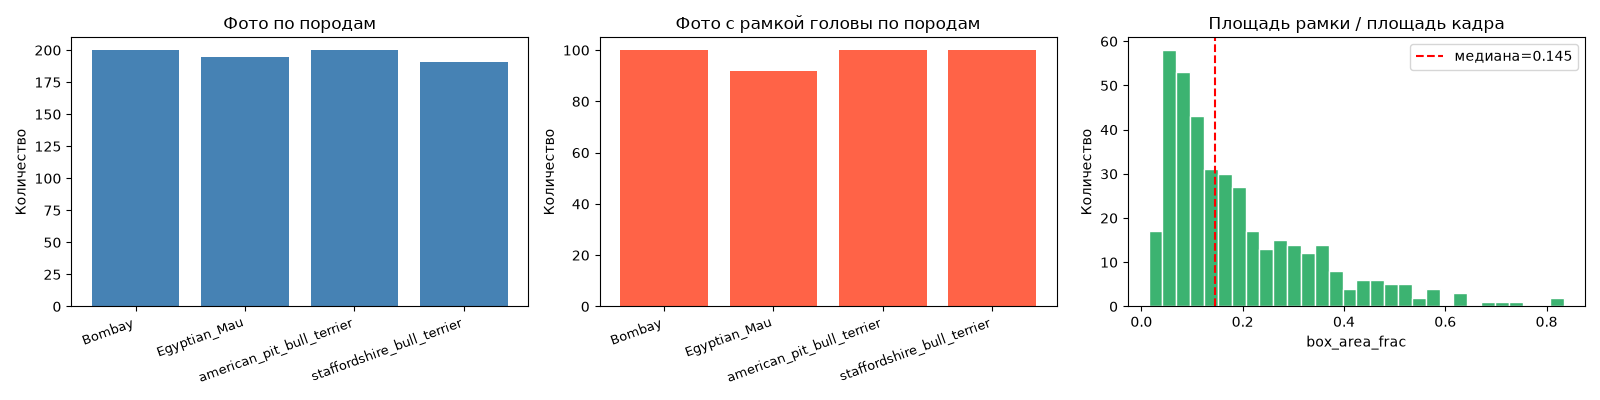 Фото по породам
Количество
200
175
150
125
100
75
50
25
0
Bombay
Egyptian_Mau
american_pit_bull_terrier
staffordshire_bull_terrier
Фото с рамкой головы по породам
Количество
100
80
60
40
20
0
Bombay
Egyptian_Mau
american_pit_bull_terrier
staffordshire_bull_terrier
Площадь рамки / площадь кадра
Количество
60
50
40
30
20
10
0
медиана=0.145
0.0 0.2 0.4 0.6 0.8
box_area_frac